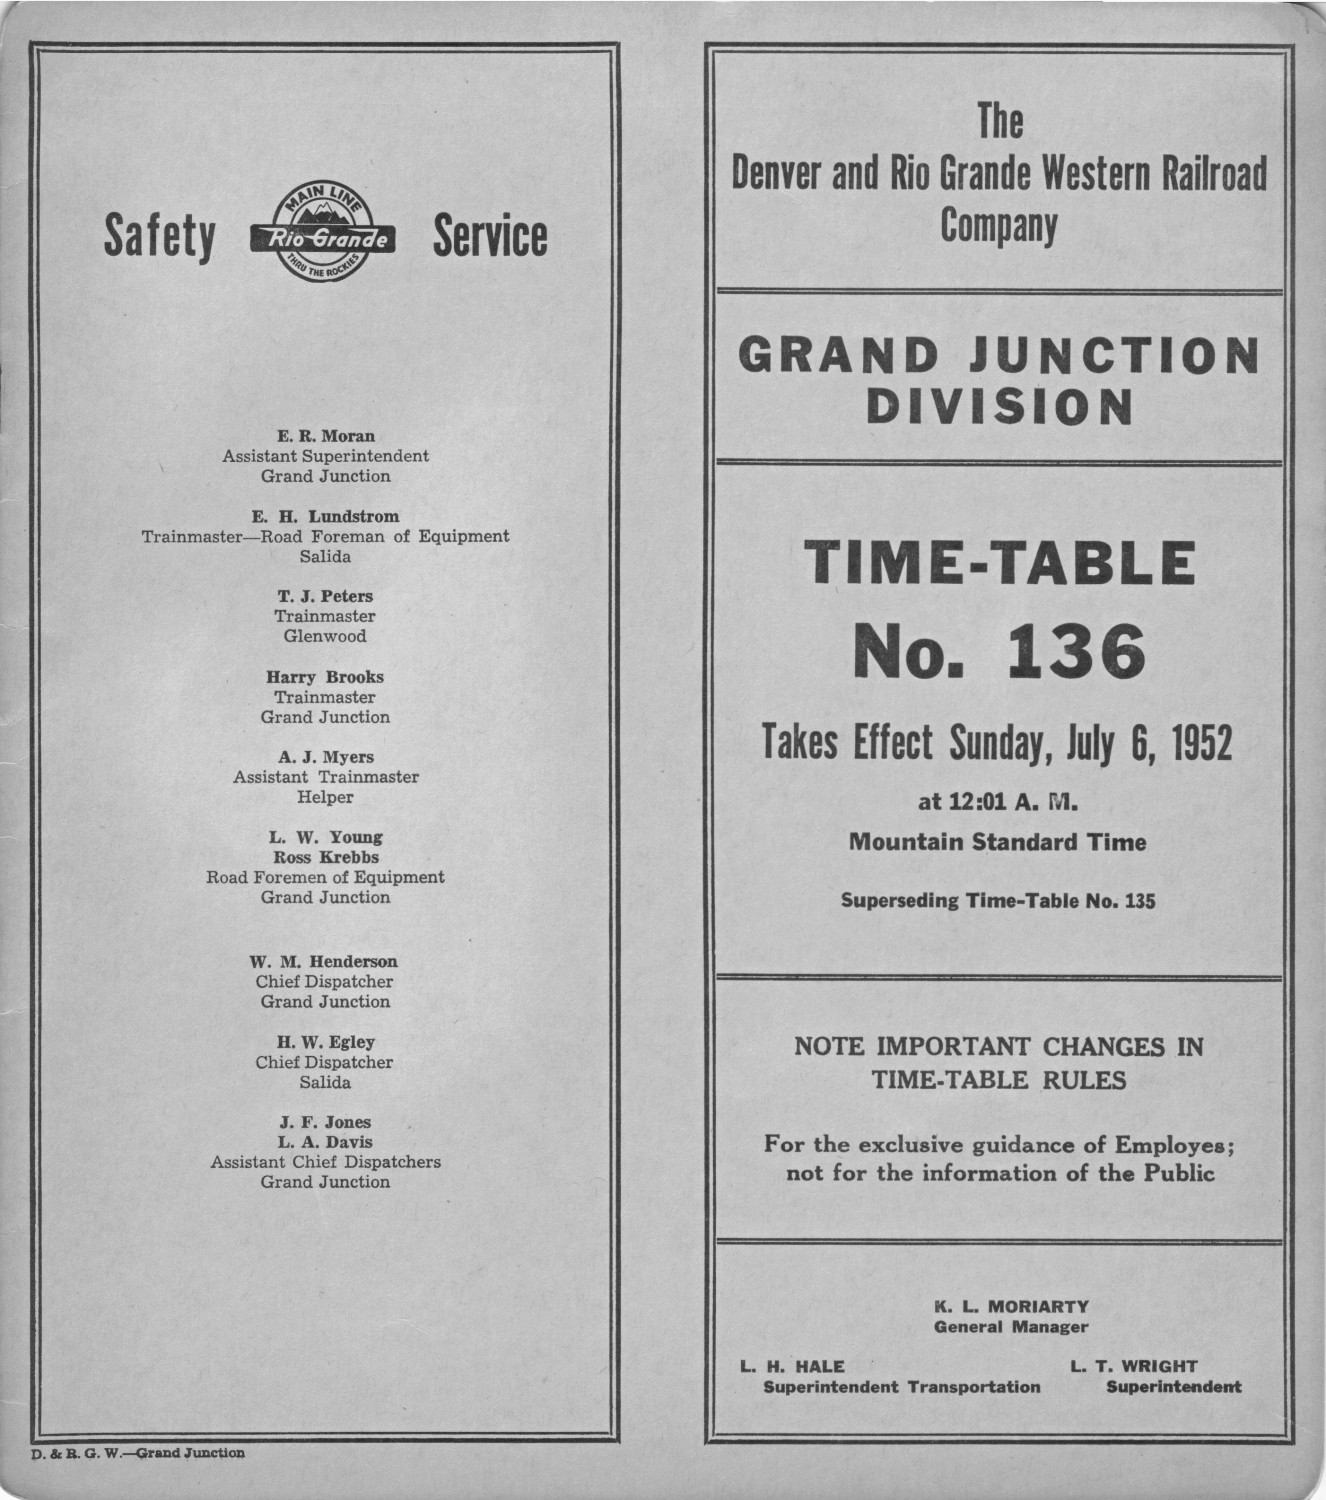 Safety
MAIN LINE
Rio Grande
THRU THE ROCKIES
Service
E. R. Moran
Assistant Superintendent
Grand Junction
E. H. Lundstrom
Trainmaster—Road Foreman of Equipment
Salida
T. J. Peters
Trainmaster
Glenwood
Harry Brooks
Trainmaster
Grand Junction
A. J. Myers
Assistant Trainmaster
Helper
L. W. Young
Ross Krebbs
Road Foremen of Equipment
Grand Junction
W. M. Henderson
Chief Dispatcher
Grand Junction
H. W. Egley
Chief Dispatcher
Salida
J. F. Jones
L. A. Davis
Assistant Chief Dispatchers
Grand Junction
D. & R. G. W.—Grand Junction
The
Denver and Rio Grande Western Railroad
Company
GRAND JUNCTION
DIVISION
TIME-TABLE
No. 136
Takes Effect Sunday, July 6, 1952
at 12:01 A. M.
Mountain Standard Time
Superseding Time-Table No. 135
NOTE IMPORTANT CHANGES IN
TIME-TABLE RULES
For the exclusive guidance of Employes;
not for the information of the Public
K. L. MORIARTY
General Manager
L. H. HALE
Superintendent Transportation
L. T. WRIGHT
Superintendent